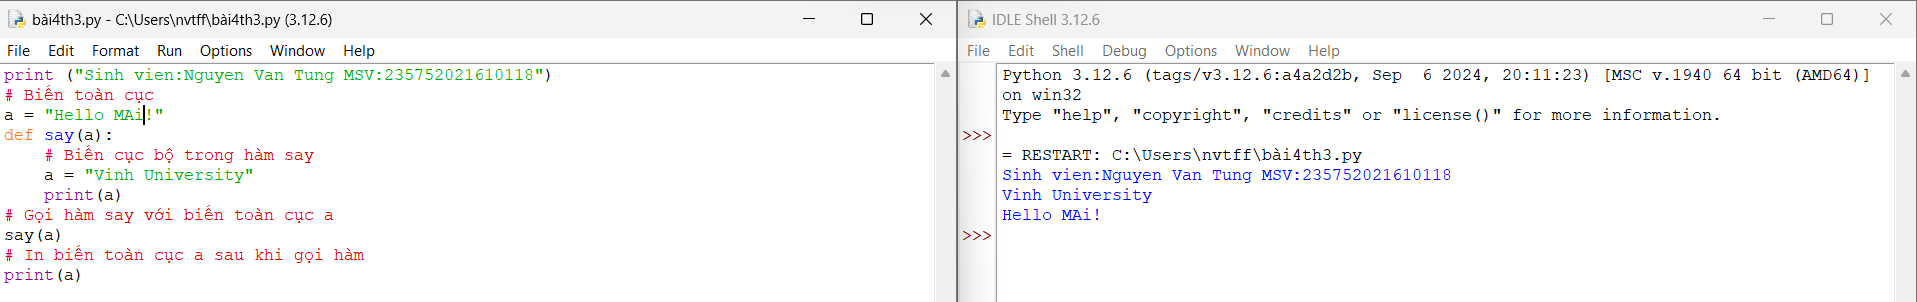 bài4th3.py - C:\Users\nvtff\bài4th3.py (3.12.6)
File Edit Format Run Options Window Help
print ("Sinh vien:Nguyen Van Tung MSV:235752021610118")
# Biến toàn cục
a = "Hello MAi!"
def say(a):
    # Biến cục bộ trong hàm say
    a = "Vinh University"
    print(a)
# Gọi hàm say với biến toàn cục a
say(a)
# In biến toàn cục a sau khi gọi hàm
print(a)
IDLE Shell 3.12.6
File Edit Shell Debug Options Window Help
Python 3.12.6 (tags/v3.12.6:a4a2d2b, Sep  6 2024, 20:11:23) [MSC v.1940 64 bit (AMD64)]
on win32
Type "help", "copyright", "credits" or "license()" for more information.
>>>
= RESTART: C:\Users\nvtff\bài4th3.py
Sinh vien:Nguyen Van Tung MSV:235752021610118
Vinh University
Hello MAi!
>>>